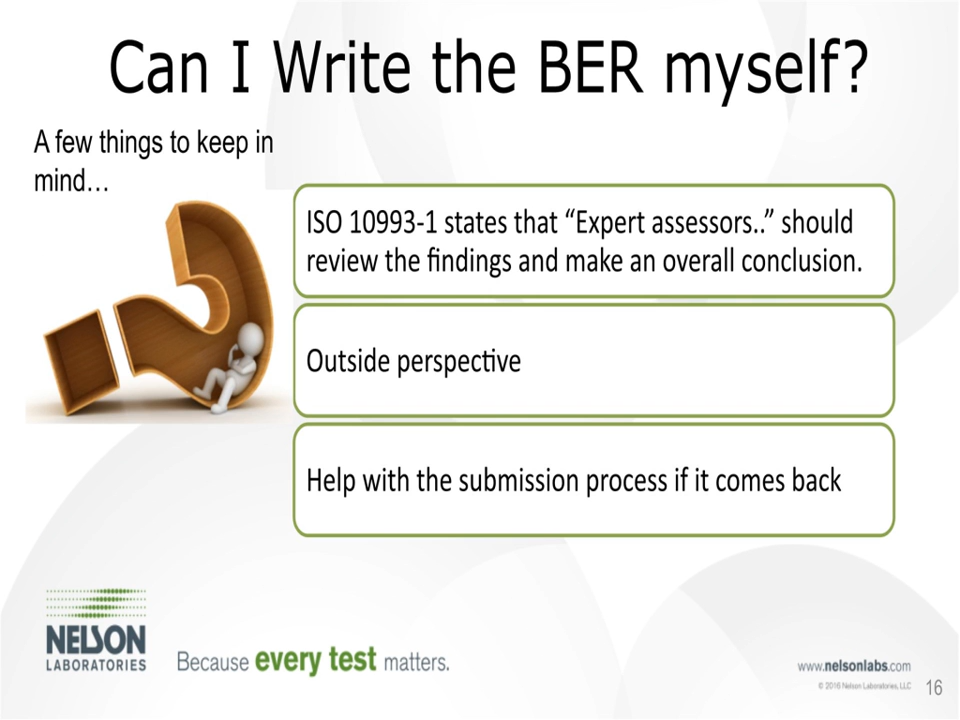 Can I Write the BER myself?
A few things to keep in
mind…
ISO 10993-1 states that “Expert assessors..” should
review the findings and make an overall conclusion.
Outside perspective
Help with the submission process if it comes back
NELSON
LABORATORIES
Because every test matters.
www.nelsonlabs.com
© 2016 Nelson Laboratories, LLC
16